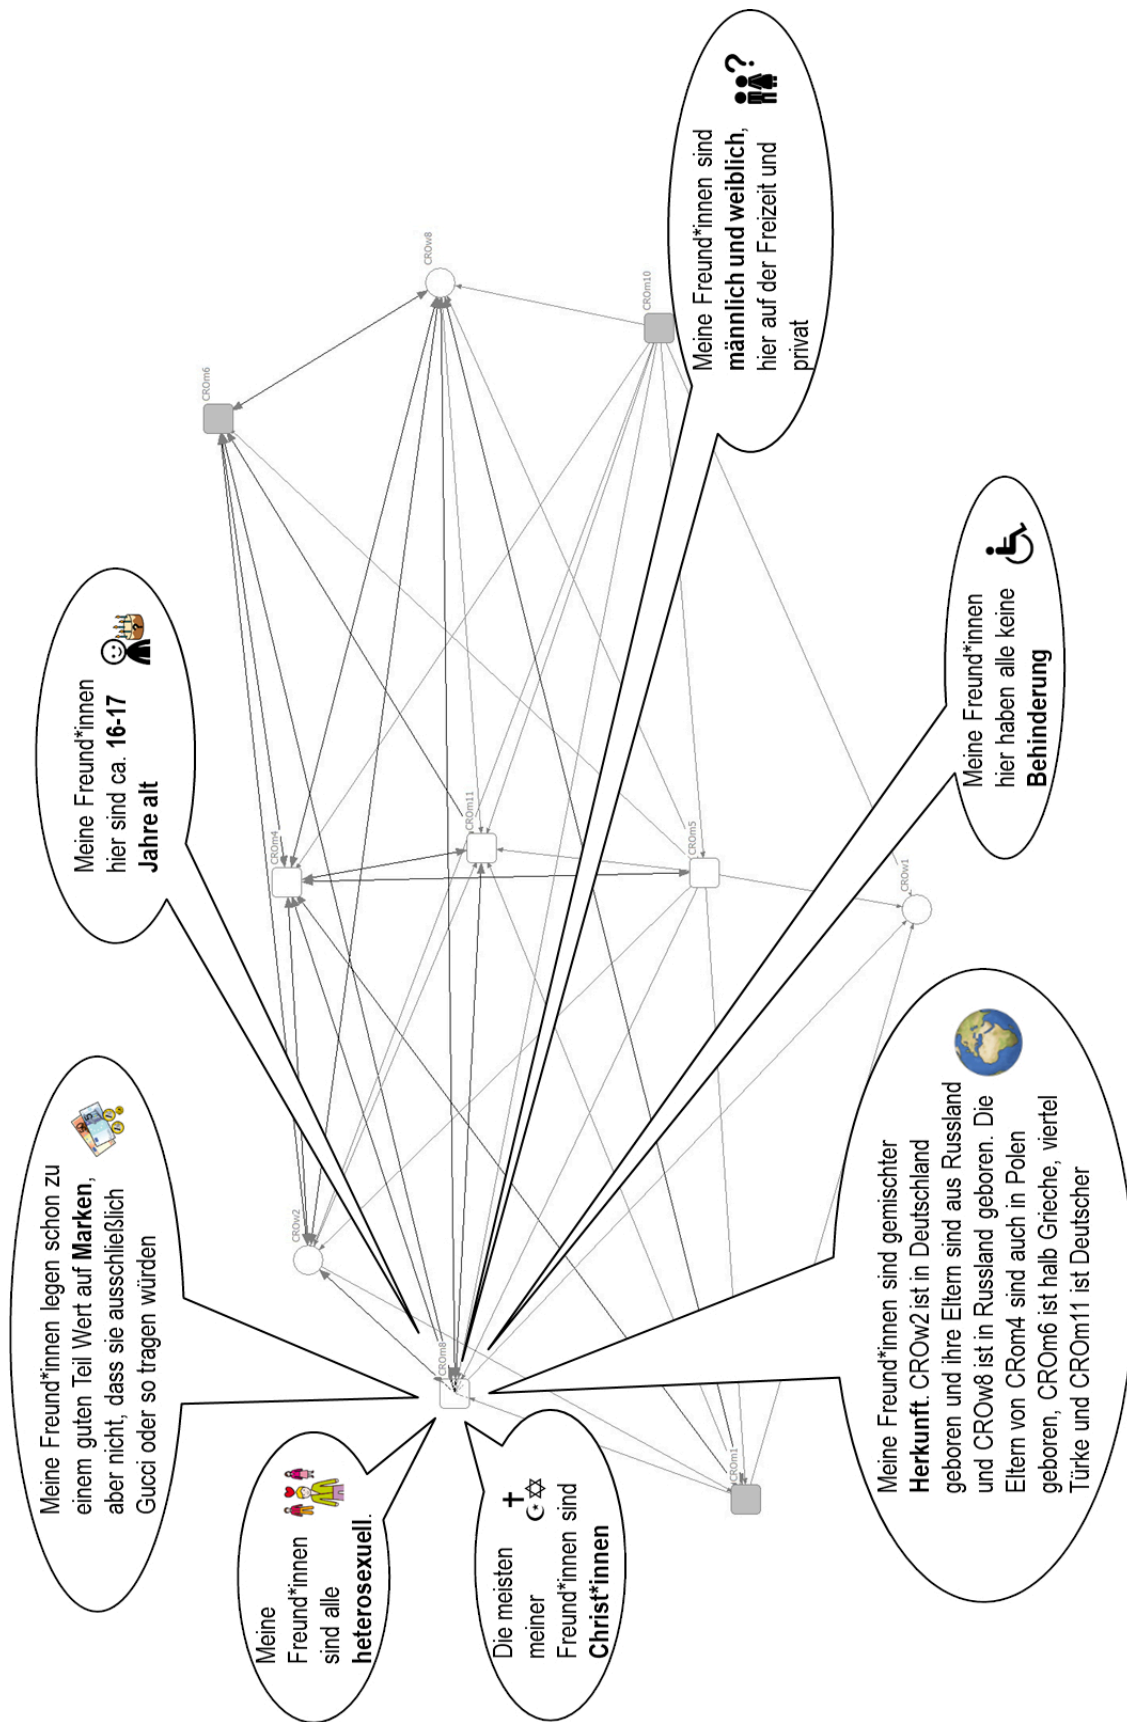 Meine Freund*innen legen schon zu
einem guten Teil Wert auf Marken,
aber nicht, dass sie ausschließlich
Gucci oder so tragen würden
Meine Freund*innen
hier sind ca. 16-17
Jahre alt
Meine
Freund*innen
sind alle
heterosexuell.
Die meisten
meiner
Freund*innen sind
Christ*innen
Meine Freund*innen sind
männlich und weiblich,
hier auf der Freizeit und
privat
Meine Freund*innen
hier haben alle keine
Behinderung
Meine Freund*innen sind gemischter
Herkunft. CROw2 ist in Deutschland
geboren und ihre Eltern sind aus Russland
und CROw8 ist in Russland geboren. Die
Eltern von CRom4 sind auch in Polen
geboren, CROm6 ist halb Grieche, viertel
Türke und CROm11 ist Deutscher
CROm6
CROw8
CROm10
CROm4
CROm11
CROm5
CROw1
CROw2
CROm8
CROm1